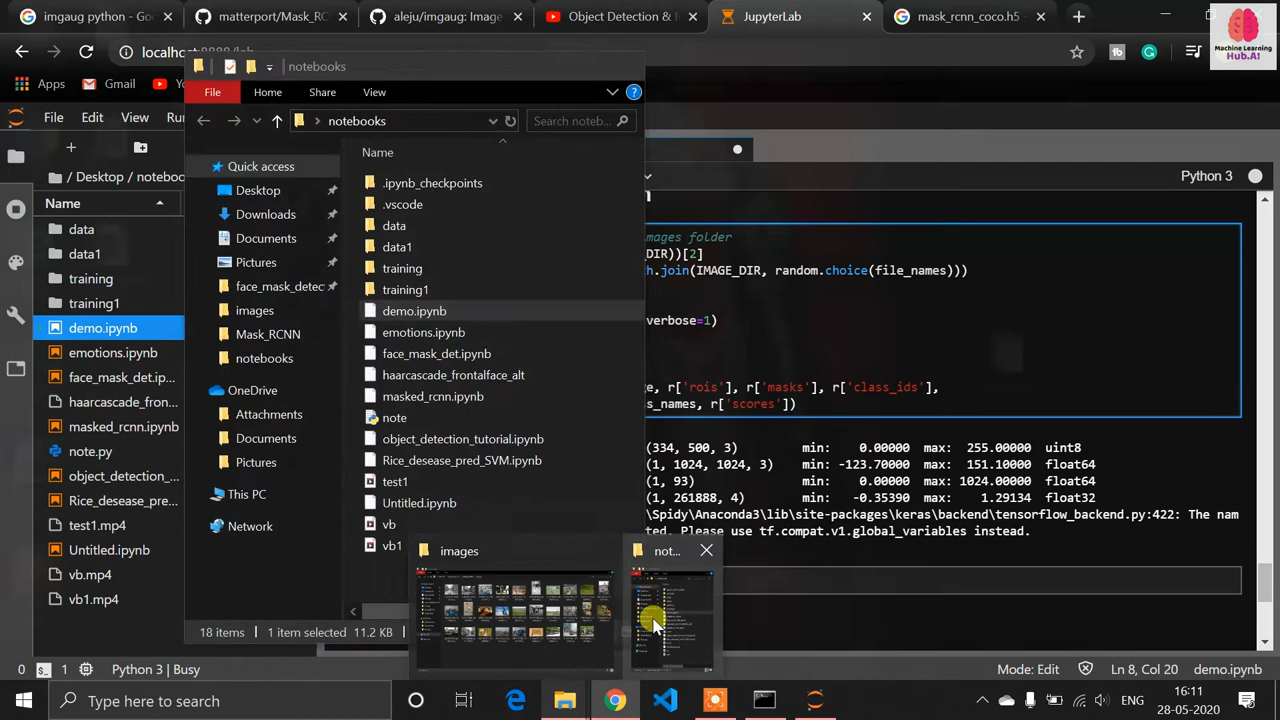 imgaug python - Goo
matterport/Mask_RC
aleju/imgaug: Image
Object Detection & I
JupyterLab
mask_rcnn_coco.h5 -
Machine Learning
Hub.Ai
localhost:8888/lab
Apps
Gmail
notebooks
File
Home
Share
View
File
Edit
View
Ru
notebooks
Search noteb...
Python 3
/ Desktop / noteboo
Name
data
data1
training
training1
demo.ipynb
emotions.ipynb
face_mask_det.ip...
haarcascade_fron...
masked_rcnn.ipynb
note.py
object_detection_...
Rice_desease_pre...
test1.mp4
Untitled.ipynb
vb.mp4
vb1.mp4
Quick access
Desktop
Downloads
Documents
Pictures
face_mask_detec
images
Mask_RCNN
notebooks
OneDrive
Attachments
Documents
Pictures
This PC
Network
Name
.ipynb_checkpoints
.vscode
data
data1
training
training1
demo.ipynb
emotions.ipynb
face_mask_det.ipynb
haarcascade_frontalface_alt
masked_rcnn.ipynb
note
object_detection_tutorial.ipynb
Rice_desease_pred_SVM.ipynb
test1
Untitled.ipynb
vb
vb1
18 items
1 item selected
11.2 KB
images
not...
mages folder
_DIR))[2]
h.join(IMAGE_DIR, random.choice(file_names)))
verbose=1)
e, r['rois'], r['masks'], r['class_ids'],
s_names, r['scores'])
(334, 500, 3) min: 0.00000 max: 255.00000 uint8
(1, 1024, 1024, 3) min: -123.70000 max: 151.10000 float64
(1, 93) min: 0.00000 max: 1024.00000 float64
(1, 261888, 4) min: -0.35390 max: 1.29134 float32
\Spidy\Anaconda3\lib\site-packages\keras\backend\tensorflow_backend.py:422: The nam
ted. Please use tf.compat.v1.global_variables instead.
0
1
Python 3 | Busy
Mode: Edit
Ln 8, Col 20
demo.ipynb
Type here to search
ENG
16:11
28-05-2020